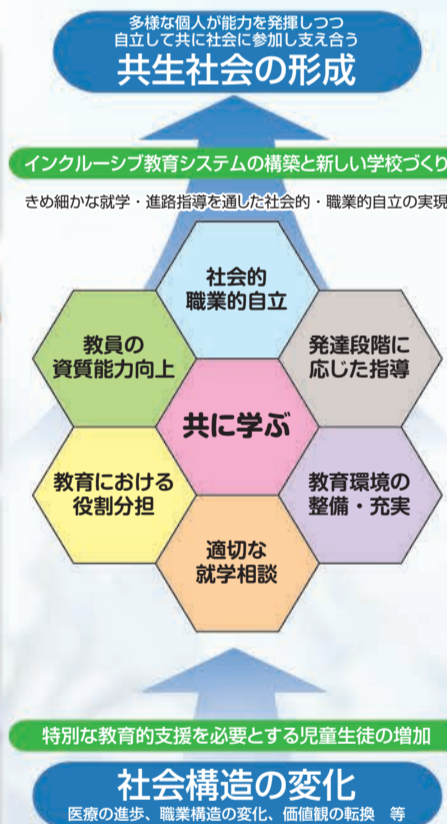 多様な個人が能力を発揮しつつ
自立して共に社会に参加し支え合う
共生社会の形成
インクルーシブ教育システムの構築と新しい学校づくり
きめ細かな就学・進路指導を通した社会的・職業的自立の実現
社会的
職業的自立
教員の
資質能力向上
発達段階に
応じた指導
共に学ぶ
教育における
役割分担
教育環境の
整備・充実
適切な
就学相談
特別な教育的支援を必要とする児童生徒の増加
社会構造の変化
医療の進歩、職業構造の変化、価値観の転換　等